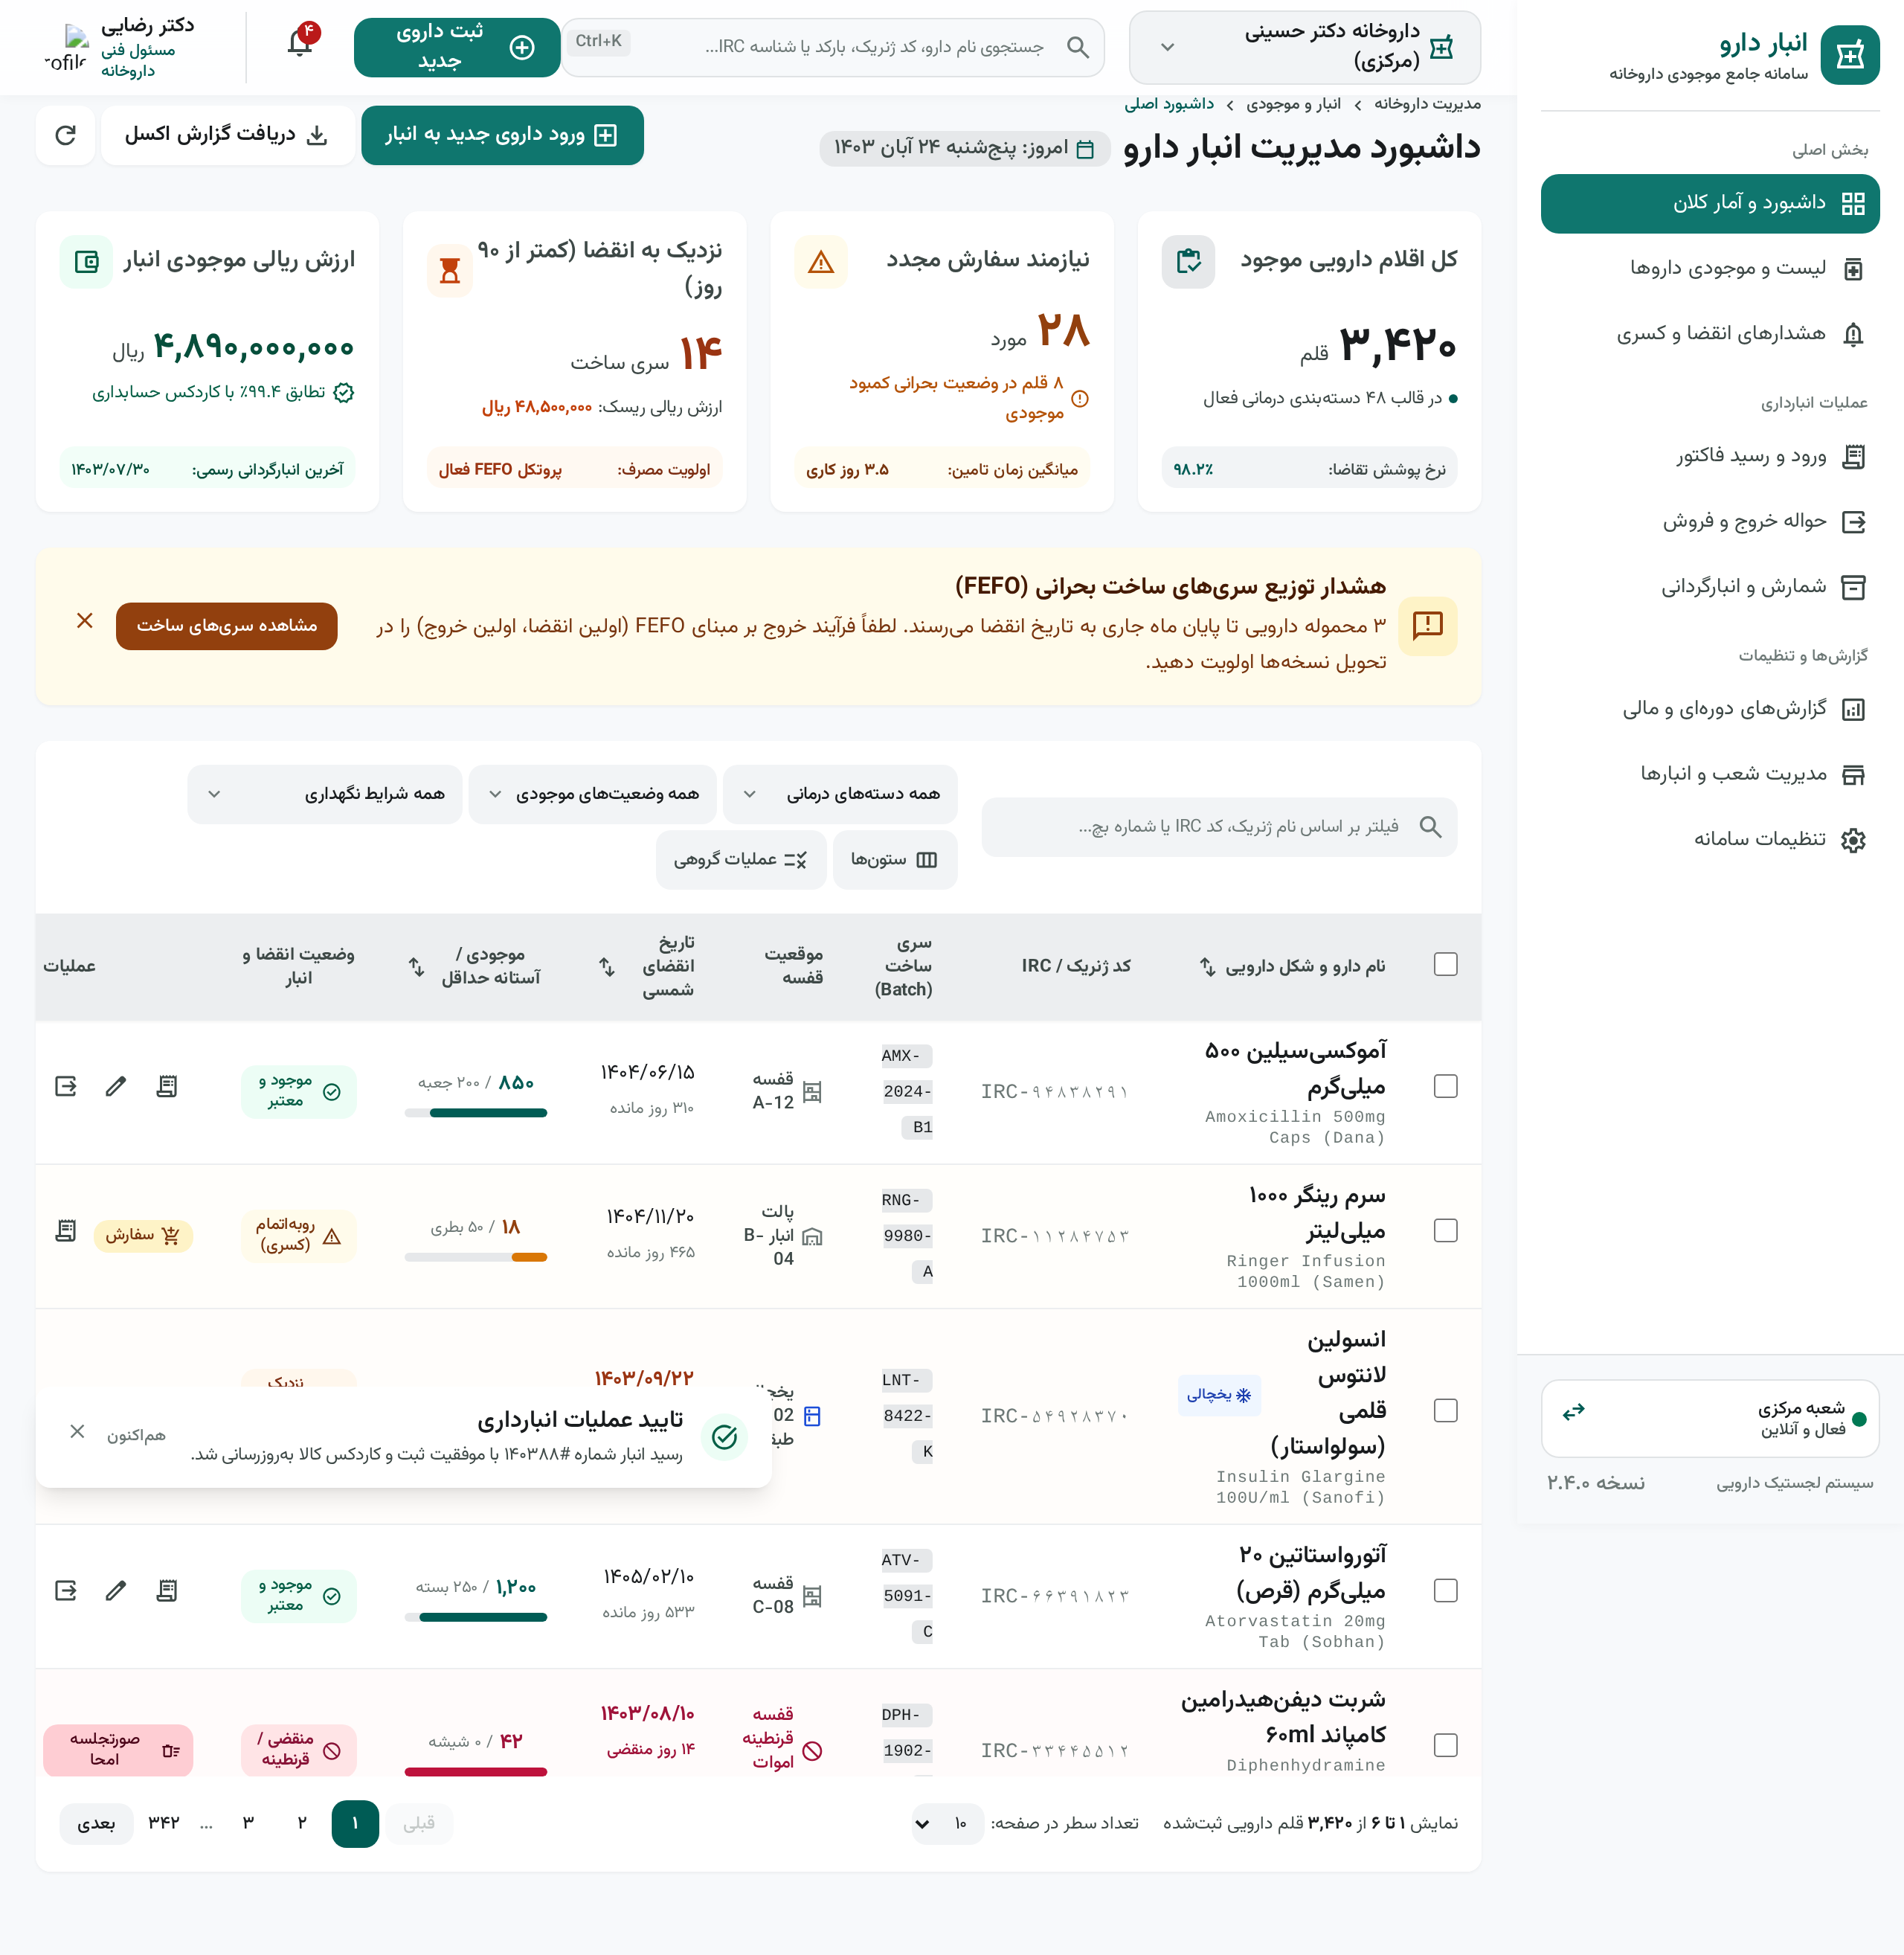 انبار دارو
سامانه جامع موجودی داروخانه
بخش اصلی
داشبورد و آمار کلان
لیست و موجودی داروها
هشدارهای انقضا و کسری
عملیات انبارداری
ورود و رسید فاکتور
حواله خروج و فروش
شمارش و انبارگردانی
گزارش‌ها و تنظیمات
گزارش‌های دوره‌ای و مالی
مدیریت شعب و انبارها
تنظیمات سامانه
شعبه مرکزی
فعال و آنلاین
سیستم لجستیک دارویی نسخه ۲.۴.۰
داروخانه دکتر حسینی
(مرکزی)
جستجوی نام دارو، کد ژنریک، بارکد یا شناسه IRC...
Ctrl+K
ثبت داروی
جدید
۴
دکتر رضایی
مسئول فنی
داروخانه
مدیریت داروخانه
انبار و موجودی
داشبورد اصلی
داشبورد مدیریت انبار دارو
امروز: پنج‌شنبه ۲۴ آبان ۱۴۰۳
ورود داروی جدید به انبار
دریافت گزارش اکسل
کل اقلام دارویی موجود
۳,۴۲۰ قلم
در قالب ۴۸ دسته‌بندی درمانی فعال
نرخ پوشش تقاضا: ۹۸.۲٪
نیازمند سفارش مجدد
۲۸ مورد
۸ قلم در وضعیت بحرانی کمبود
موجودی
میانگین زمان تامین: ۳.۵ روز کاری
نزدیک به انقضا (کمتر از ۹۰
روز)
۱۴ سری ساخت
ارزش ریالی ریسک: ۴۸,۵۰۰,۰۰۰ ریال
اولویت مصرف: پروتکل FEFO فعال
ارزش ریالی موجودی انبار
۴,۸۹۰,۰۰۰,۰۰۰ ریال
تطابق ۹۹.۴٪ با کاردکس حسابداری
آخرین انبارگردانی رسمی: ۱۴۰۳/۰۷/۳۰
هشدار توزیع سری‌های ساخت بحرانی (FEFO)
۳ محموله دارویی تا پایان ماه جاری به تاریخ انقضا می‌رسند. لطفاً فرآیند خروج بر مبنای FEFO (اولین انقضا، اولین خروج) را در
تحویل نسخه‌ها اولویت دهید.
مشاهده سری‌های ساخت
فیلتر بر اساس نام ژنریک، کد IRC یا شماره بچ...
همه دسته‌های درمانی
همه وضعیت‌های موجودی
همه شرایط نگهداری
ستون‌ها
عملیات گروهی
نام دارو و شکل دارویی
کد ژنریک / IRC
سری
ساخت
(Batch)
موقعیت
قفسه
تاریخ
انقضای
شمسی
موجودی /
آستانه حداقل
وضعیت انقضا و
انبار
عملیات
آموکسی‌سیلین ۵۰۰
میلی‌گرم
Amoxicillin 500mg
Caps (Dana)
IRC-۹۴۸۳۸۲۹۱
AMX-
2024-
B1
قفسه
A-12
۱۴۰۴/۰۶/۱۵
۳۱۰ روز مانده
۸۵۰ / ۲۰۰ جعبه
موجود و
معتبر
سرم رینگر ۱۰۰۰
میلی‌لیتر
Ringer Infusion
1000ml (Samen)
IRC-۱۱۲۸۴۷۵۳
RNG-
9980-
A
پالت
انبار B-
04
۱۴۰۴/۱۱/۲۰
۴۶۵ روز مانده
۱۸ / ۵۰ بطری
روبه‌اتمام
(کسری)
سفارش
انسولین
لانتوس
قلمی
(سولواستار)
یخچالی
Insulin Glargine
100U/ml (Sanofi)
IRC-۵۴۹۲۸۳۷۰
LNT-
8422-
K
02
۱۴۰۳/۰۹/۲۲
نزدیک
تایید عملیات انبارداری
رسید انبار شماره #۱۴۰۳۸۸ با موفقیت ثبت و کاردکس کالا به‌روزرسانی شد.
هم‌اکنون
آتورواستاتین ۲۰
میلی‌گرم (قرص)
Atorvastatin 20mg
Tab (Sobhan)
IRC-۶۶۳۹۱۸۲۳
ATV-
5091-
C
قفسه
C-08
۱۴۰۵/۰۲/۱۰
۵۳۳ روز مانده
۱,۲۰۰ / ۲۵۰ بسته
موجود و
معتبر
شربت دیفن‌هیدرامین
کامپاند ۶۰ml
Diphenhydramine
IRC-۳۳۴۴۵۵۱۲
DPH-
1902-
قفسه
قرنطینه
اموات
۱۴۰۳/۰۸/۱۰
۱۴ روز منقضی
۴۲ / ۰ شیشه
منقضی /
قرنطینه
صورتجلسه
امحا
نمایش ۱ تا ۶ از ۳,۴۲۰ قلم دارویی ثبت‌شده
تعداد سطر در صفحه: ۱۰
قبلی ۱ ۲ ۳ ... ۳۴۲ بعدی